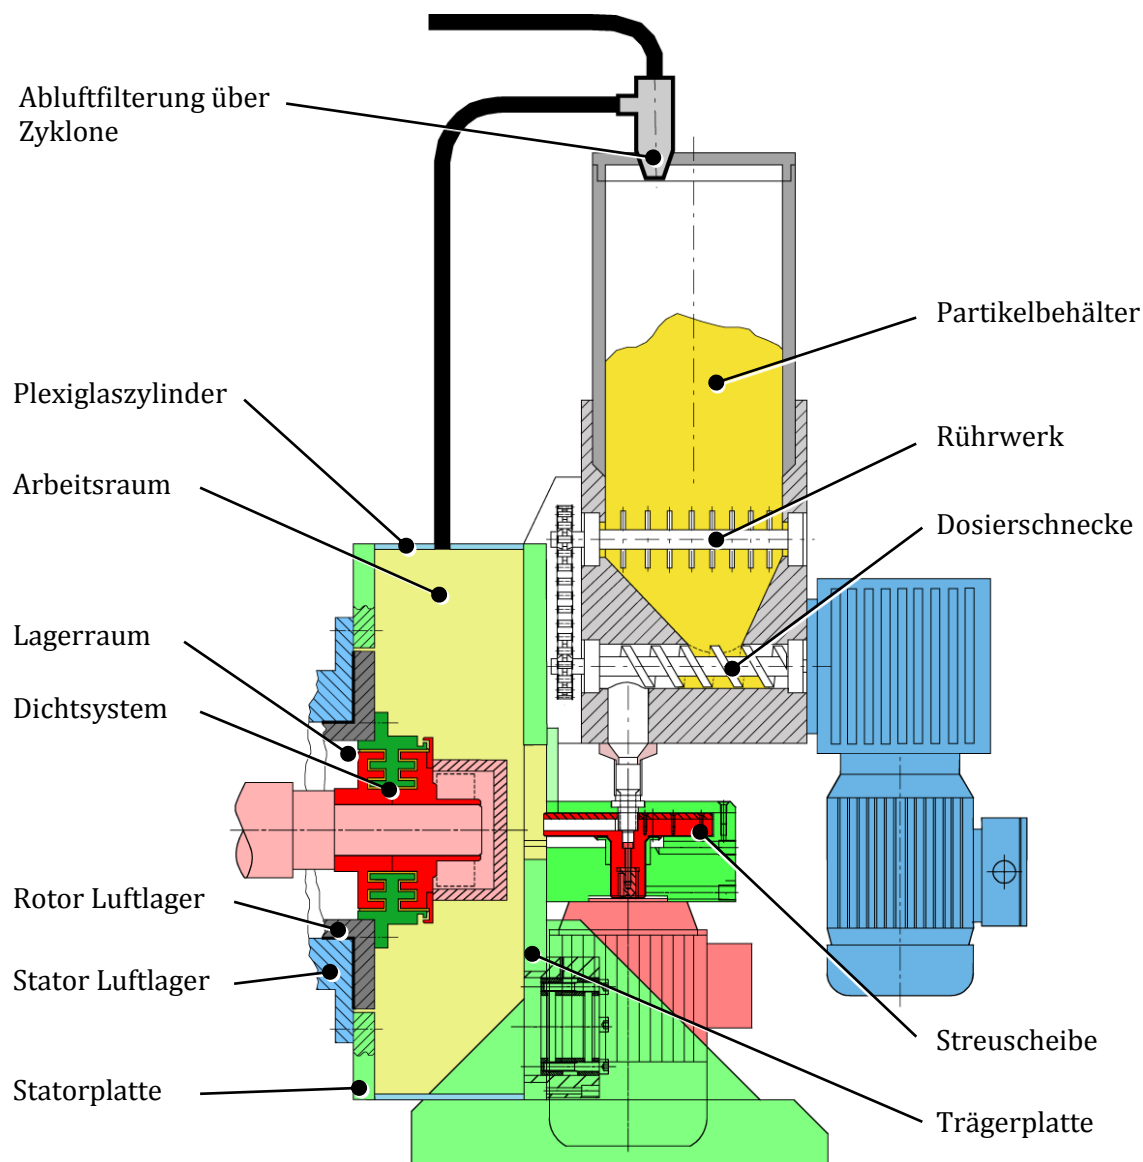 Abluftfilterung über
Zyklone
Plexiglaszylinder
Arbeitsraum
Lagerraum
Dichtsystem
Rotor Luftlager
Stator Luftlager
Statorplatte
Partikelbehälter
Rührwerk
Dosierschnecke
Streuscheibe
Trägerplatte